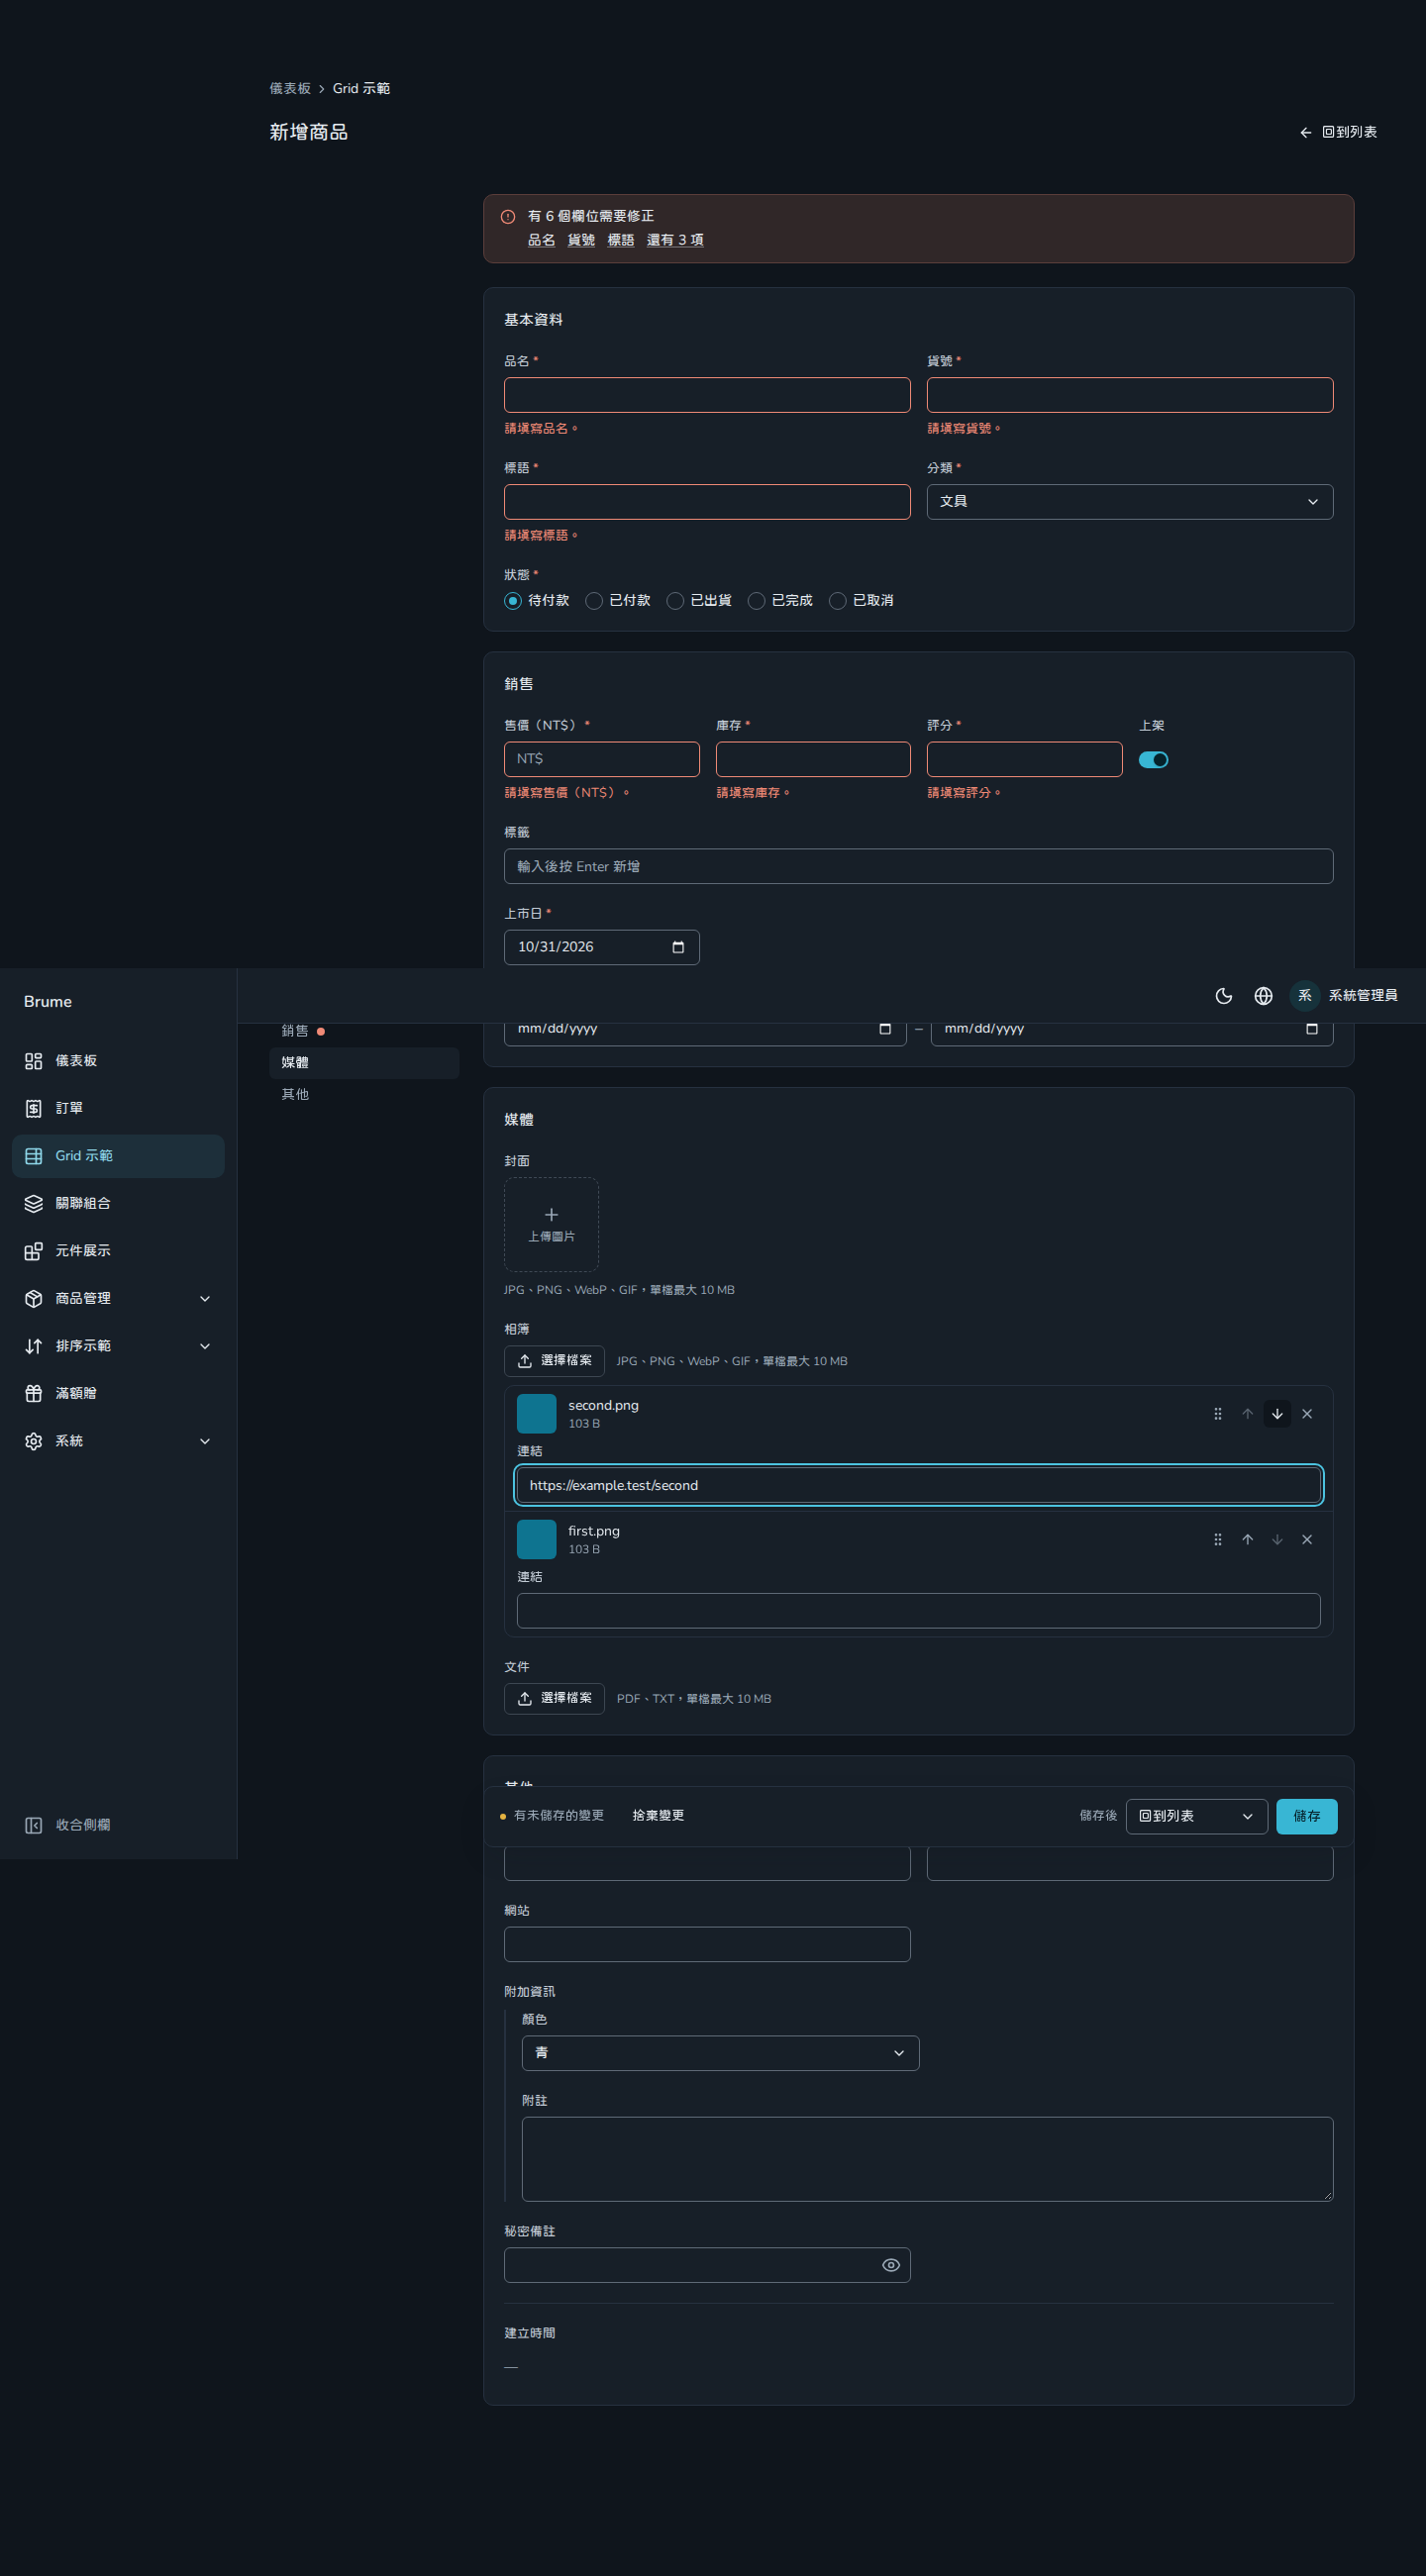 儀表板 > Grid 示範
新增商品
回到列表
有 6 個欄位需要修正
品名 貨號 標語 還有 3 項
基本資料
品名 * 貨號 *
請填寫品名。 請填寫貨號。
標語 * 分類 *
文具
請填寫標語。
狀態 *
待付款 已付款 已出貨 已完成 已取消
銷售
售價（NT$） * 庫存 * 評分 * 上架
NT$
請填寫售價（NT$）。 請填寫庫存。 請填寫評分。
標籤
輸入後按 Enter 新增
上市日 *
10/31/2026
Brume
系 系統管理員
儀表板
訂單
Grid 示範
關聯組合
元件展示
商品管理
排序示範
滿額贈
系統
收合側欄
銷售
媒體
其他
mm/dd/yyyy – mm/dd/yyyy
媒體
封面
上傳圖片
JPG、PNG、WebP、GIF，單檔最大 10 MB
相簿
選擇檔案 JPG、PNG、WebP、GIF，單檔最大 10 MB
second.png
103 B
連結
https://example.test/second
first.png
103 B
連結
文件
選擇檔案 PDF、TXT，單檔最大 10 MB
有未儲存的變更 捨棄變更 儲存後 回到列表 儲存
網站
附加資訊
顏色
青
附註
秘密備註
建立時間
—